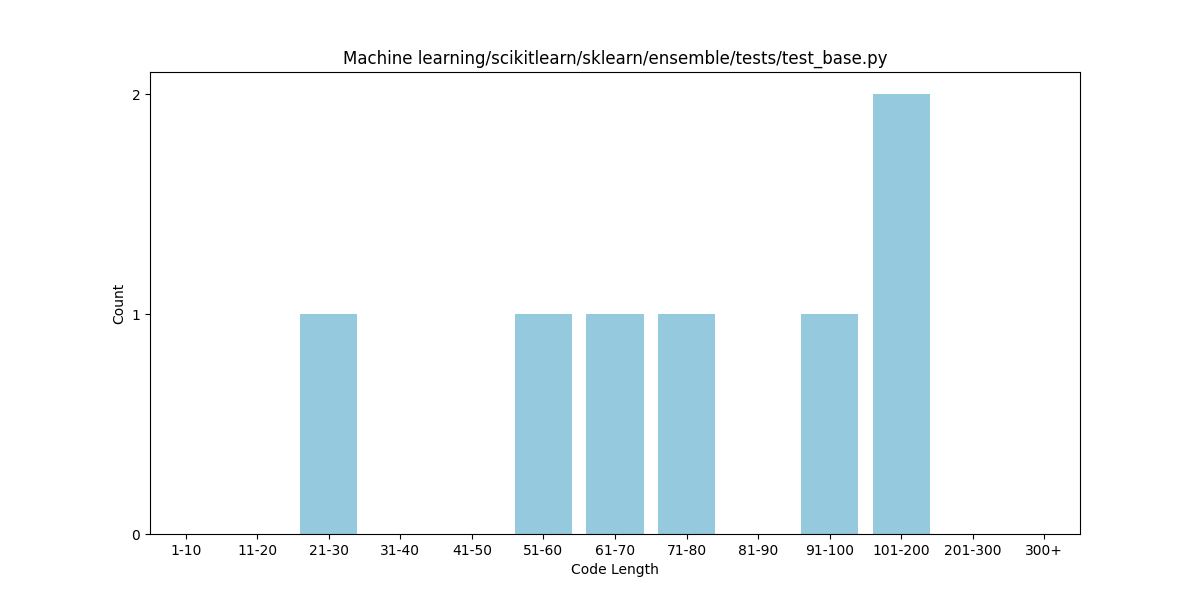 Machine learning/scikitlearn/sklearn/ensemble/tests/test_base.py
2
1
0
Count
1-10 11-20 21-30 31-40 41-50 51-60 61-70 71-80 81-90 91-100 101-200 201-300 300+
Code Length